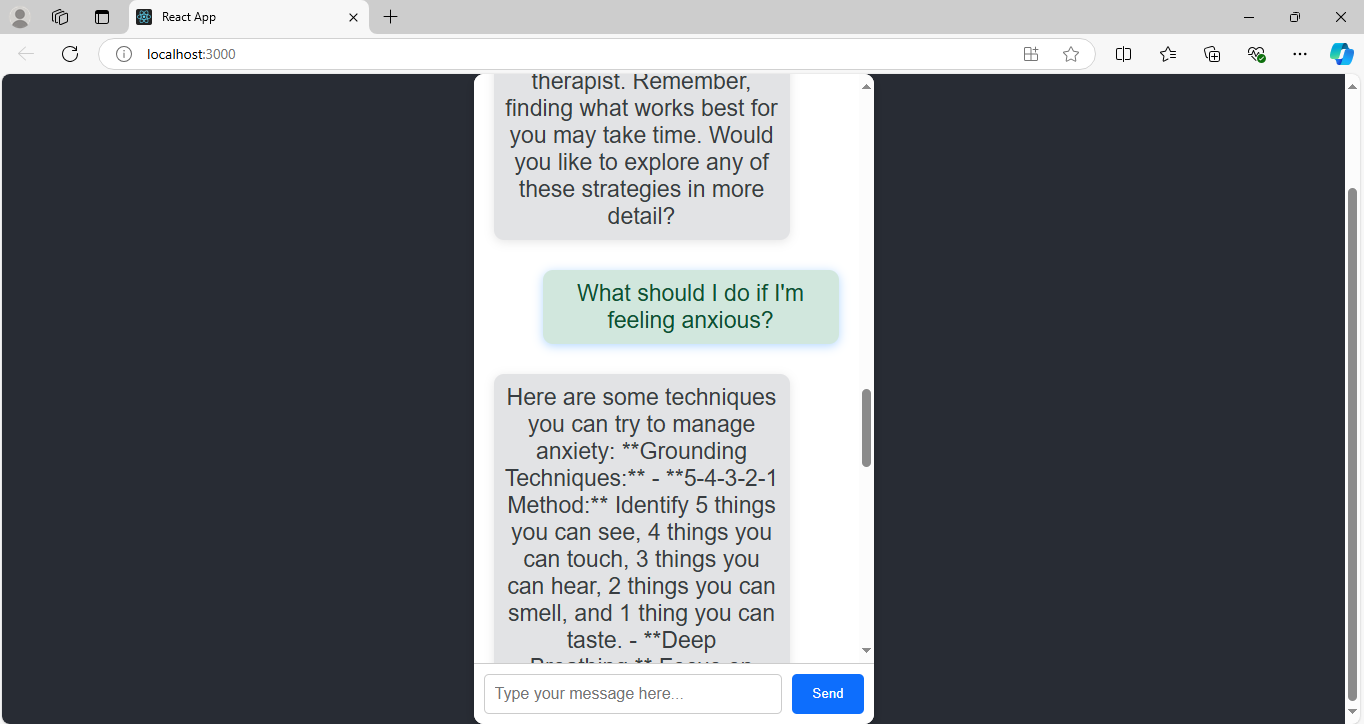 React App
localhost:3000
therapist. Remember,
finding what works best for
you may take time. Would
you like to explore any of
these strategies in more
detail?
What should I do if I'm
feeling anxious?
Here are some techniques
you can try to manage
anxiety: **Grounding
Techniques:** - **5-4-3-2-1
Method:** Identify 5 things
you can see, 4 things you
can touch, 3 things you
can hear, 2 things you can
smell, and 1 thing you can
taste. - **Deep
Breathing:** Focus on
Type your message here...
Send